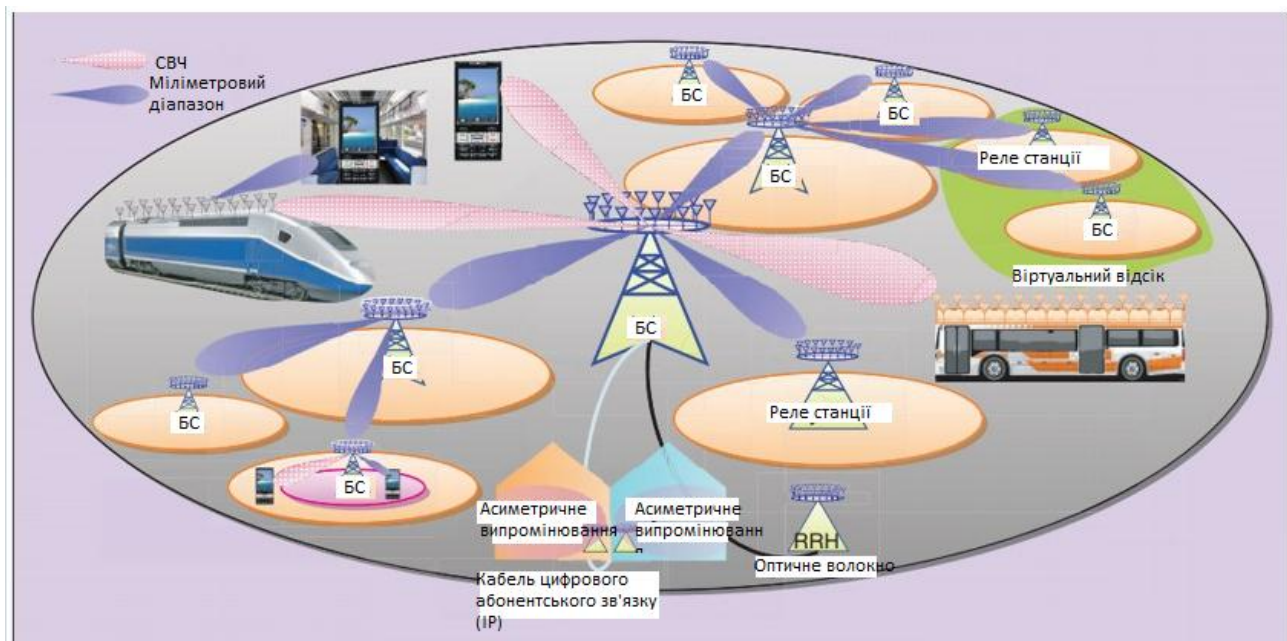 СВЧ
Міліметровий
діапазон
БС
БС
БС
Реле станції
БС
Віртуальний відсік
БС
БС
БС
Реле станції
БС
Асиметричне
випромінювання
Асиметричне
випромінюванн
я
RRH
Оптичне волокно
Кабель цифрового
абонентського зв'язку
(IP)